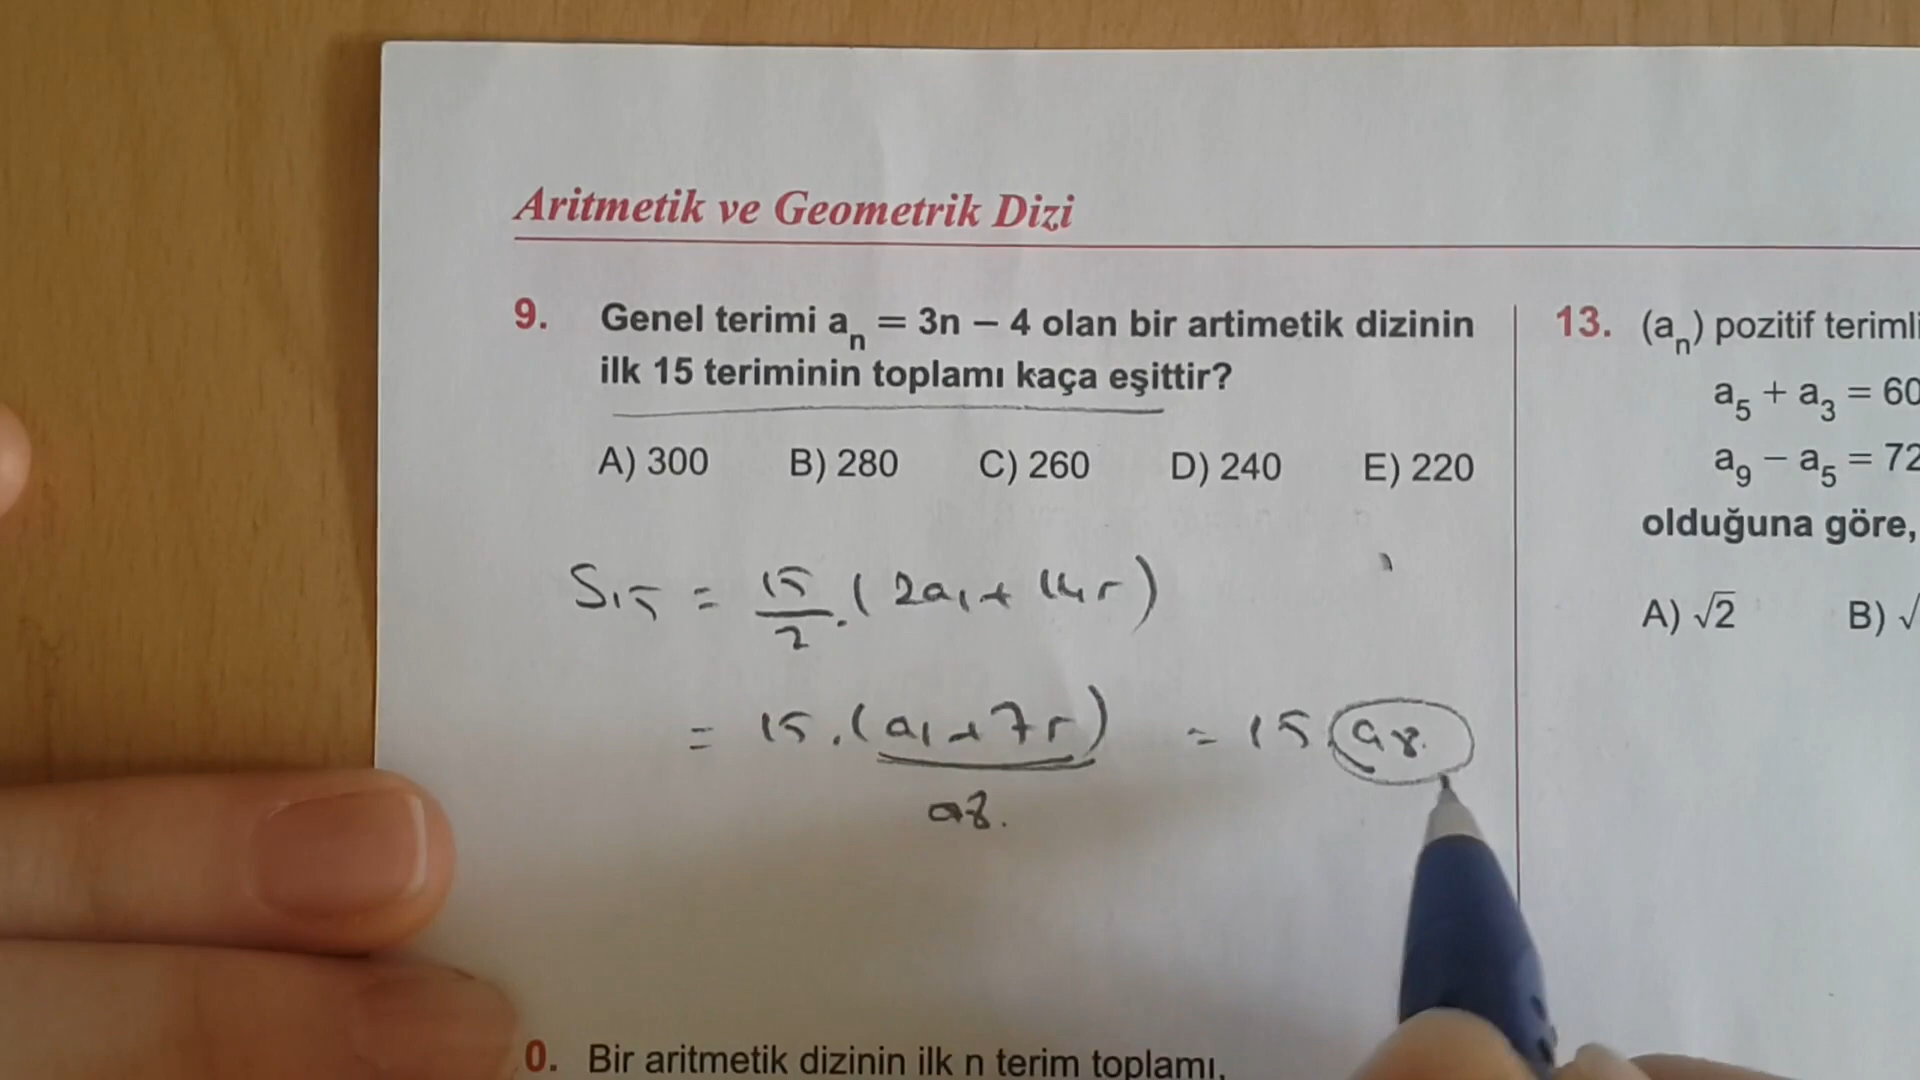 Aritmetik ve Geometrik Dizi
9. Genel terimi aₙ = 3n – 4 olan bir artimetik dizinin
ilk 15 teriminin toplamı kaça eşittir?
A) 300 B) 280 C) 260 D) 240 E) 220
S₁₅ = 15/2 . (2a₁ + 14r)
= 15 . (a₁ + 7r) = 15 . a₈.
a₈.
0. Bir aritmetik dizinin ilk n terim toplamı,
13. (aₙ) pozitif terimli
a₅ + a₃ = 60
a₉ – a₅ = 72
olduğuna göre,
A) √2 B) √